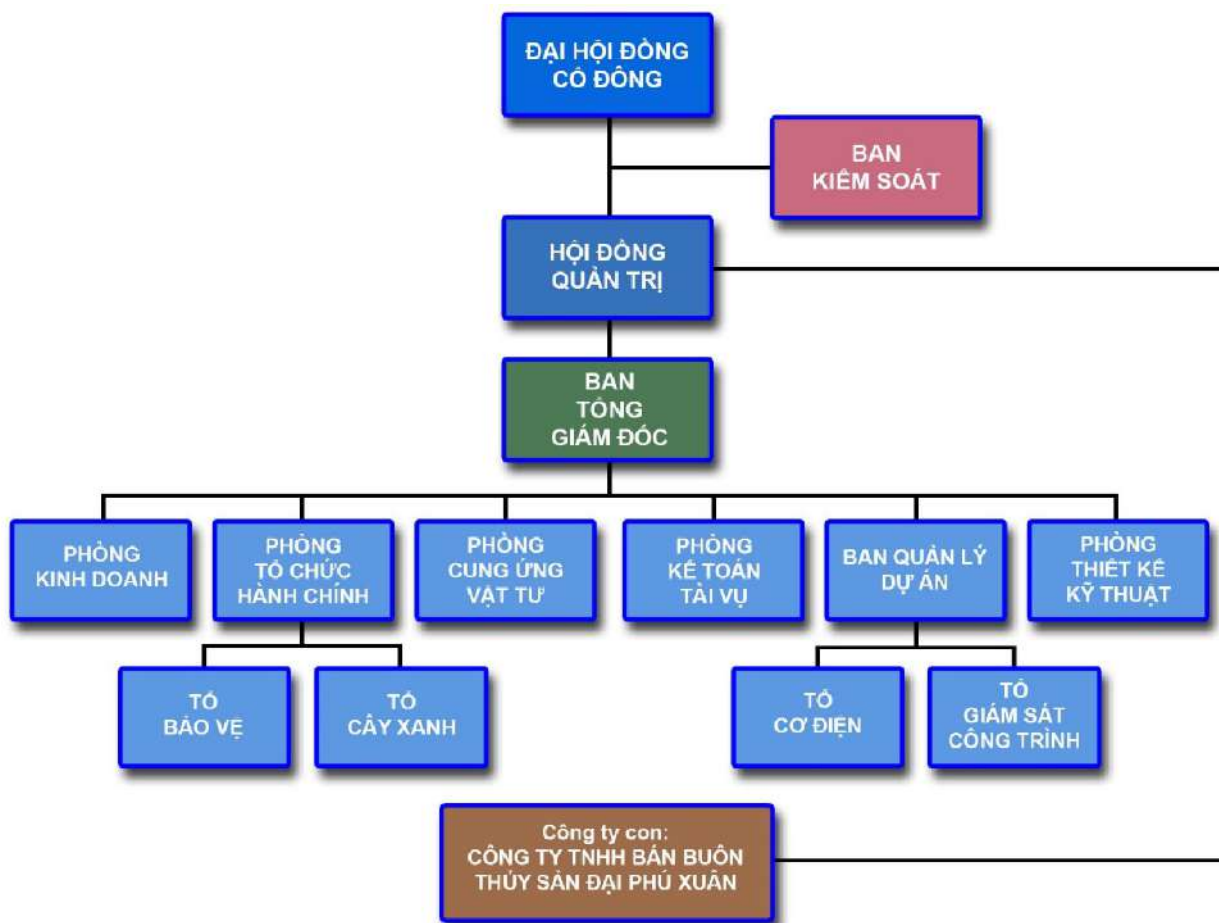 ĐẠI HỘI ĐỒNG
CỔ ĐÔNG
BAN
KIỂM SOÁT
HỘI ĐỒNG
QUẢN TRỊ
BAN
TỔNG
GIÁM ĐỐC
PHÒNG
KINH DOANH
PHÒNG
TỔ CHỨC
HÀNH CHÍNH
PHÒNG
CUNG ỨNG
VẬT TƯ
PHÒNG
KẾ TOÁN
TÀI VỤ
BAN QUẢN LÝ
DỰ ÁN
PHÒNG
THIẾT KẾ
KỸ THUẬT
TỔ
BẢO VỆ
TỔ
CÂY XANH
TỔ
CƠ ĐIỆN
TỔ
GIÁM SÁT
CÔNG TRÌNH
Công ty con:
CÔNG TY TNHH BÁN BUÔN
THỦY SẢN ĐẠI PHÚ XUÂN